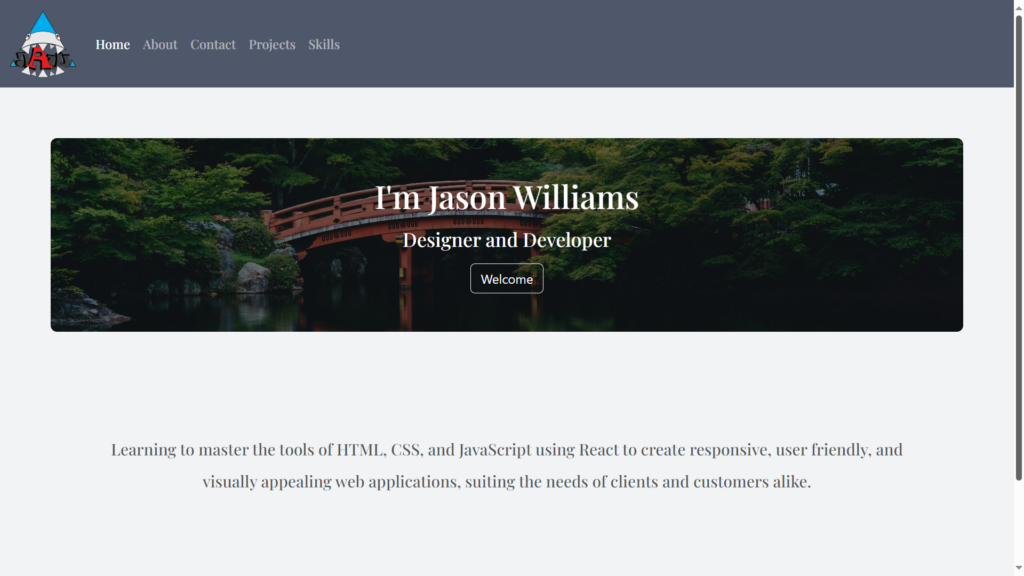 Home About Contact Projects Skills
I'm Jason Williams
Designer and Developer
Welcome
Learning to master the tools of HTML, CSS, and JavaScript using React to create responsive, user friendly, and
visually appealing web applications, suiting the needs of clients and customers alike.